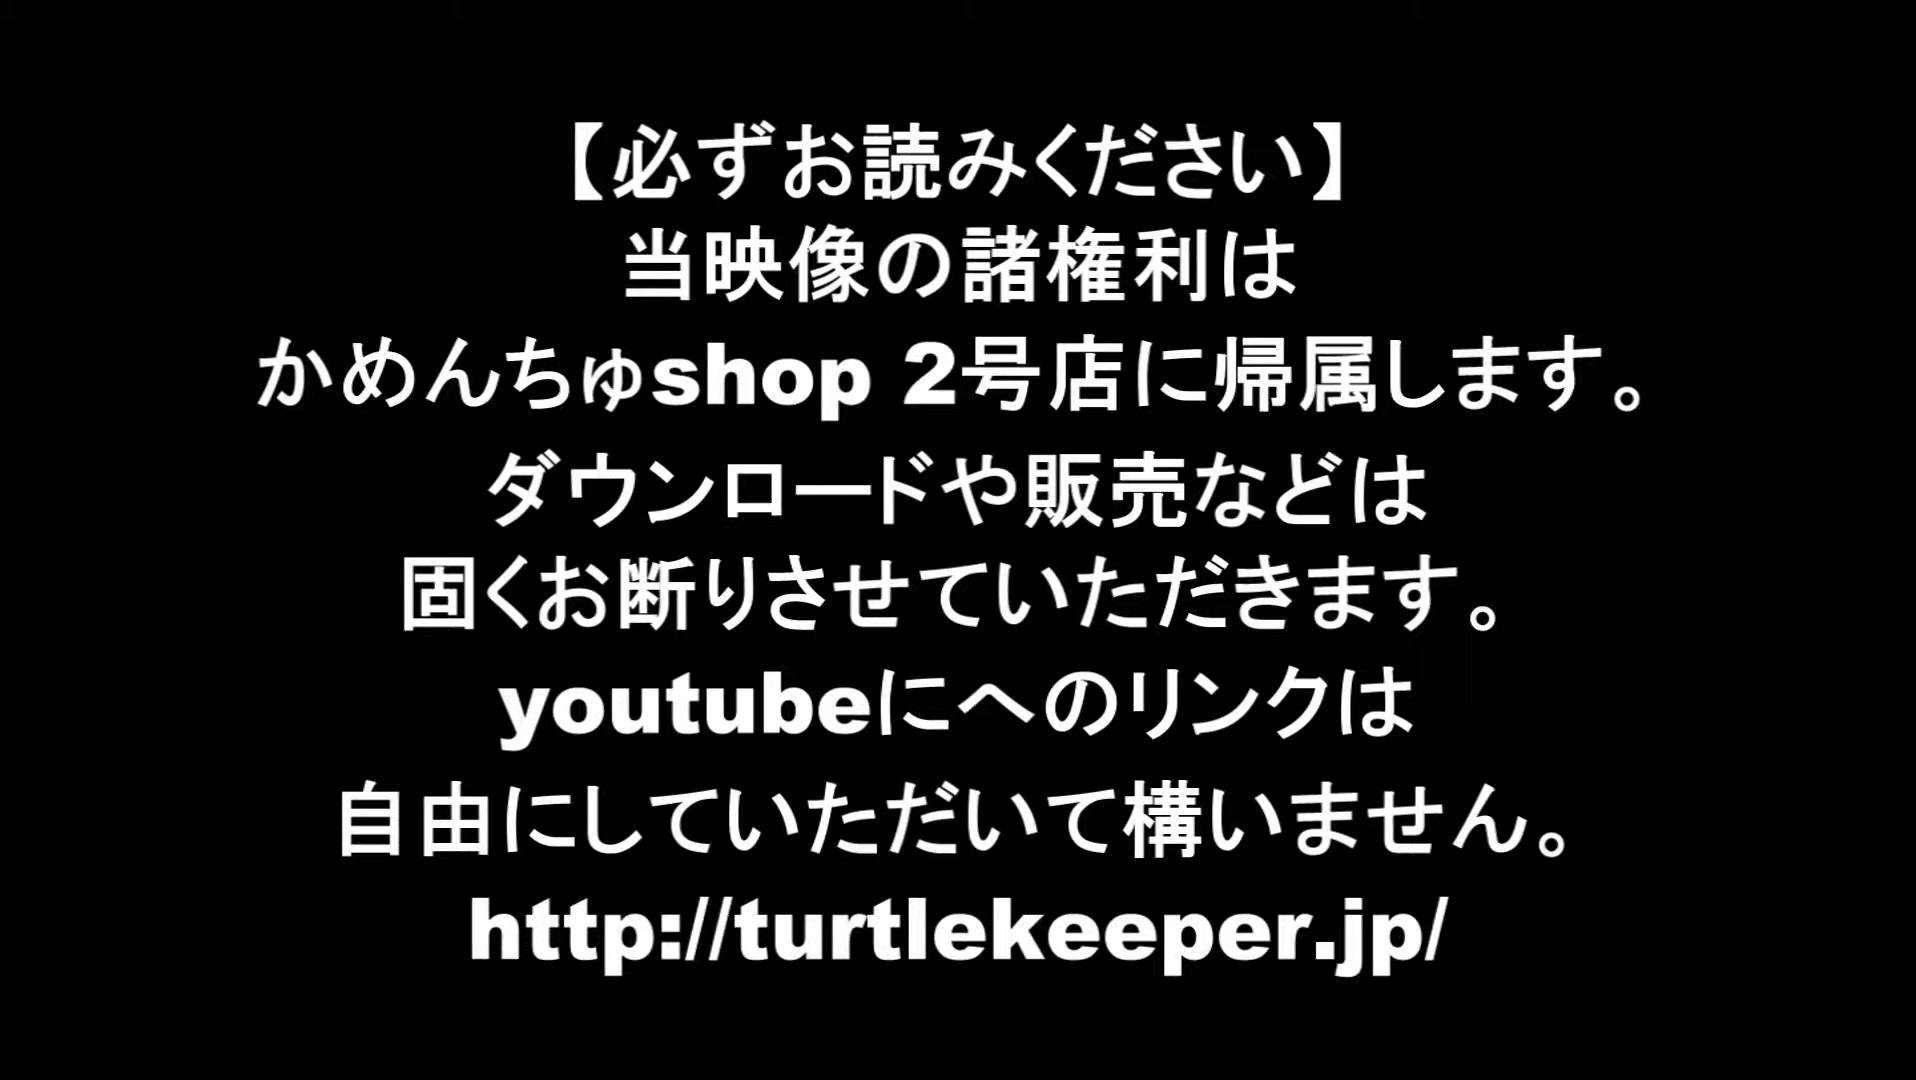 【必ずお読みください】
当映像の諸権利は
かめんちゅshop 2号店に帰属します。
ダウンロードや販売などは
固くお断りさせていただきます。
youtubeにへのリンクは
自由にしていただいて構いません。
http://turtlekeeper.jp/